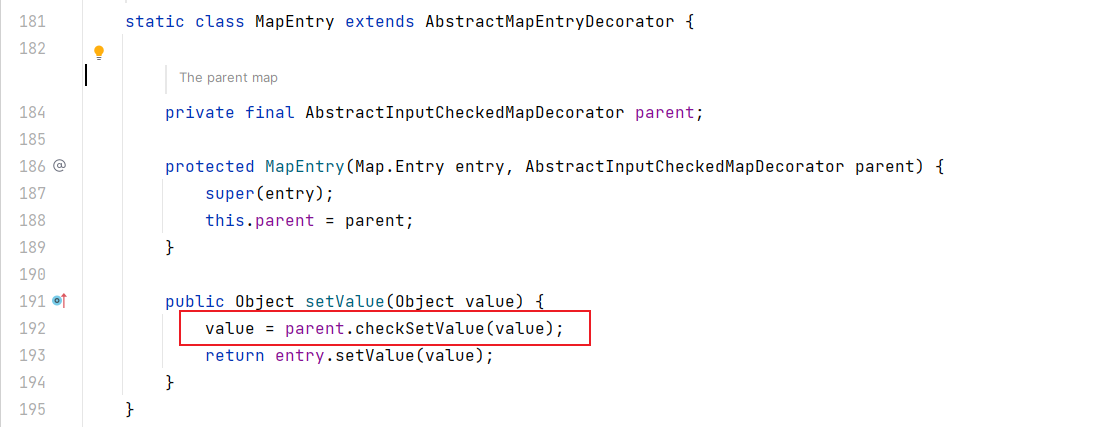 181 static class MapEntry extends AbstractMapEntryDecorator {
182
The parent map
184 private final AbstractInputCheckedMapDecorator parent;
185
186 @ protected MapEntry(Map.Entry entry, AbstractInputCheckedMapDecorator parent) {
187 super(entry);
188 this.parent = parent;
189 }
190
191 public Object setValue(Object value) {
192 value = parent.checkSetValue(value);
193 return entry.setValue(value);
194 }
195 }